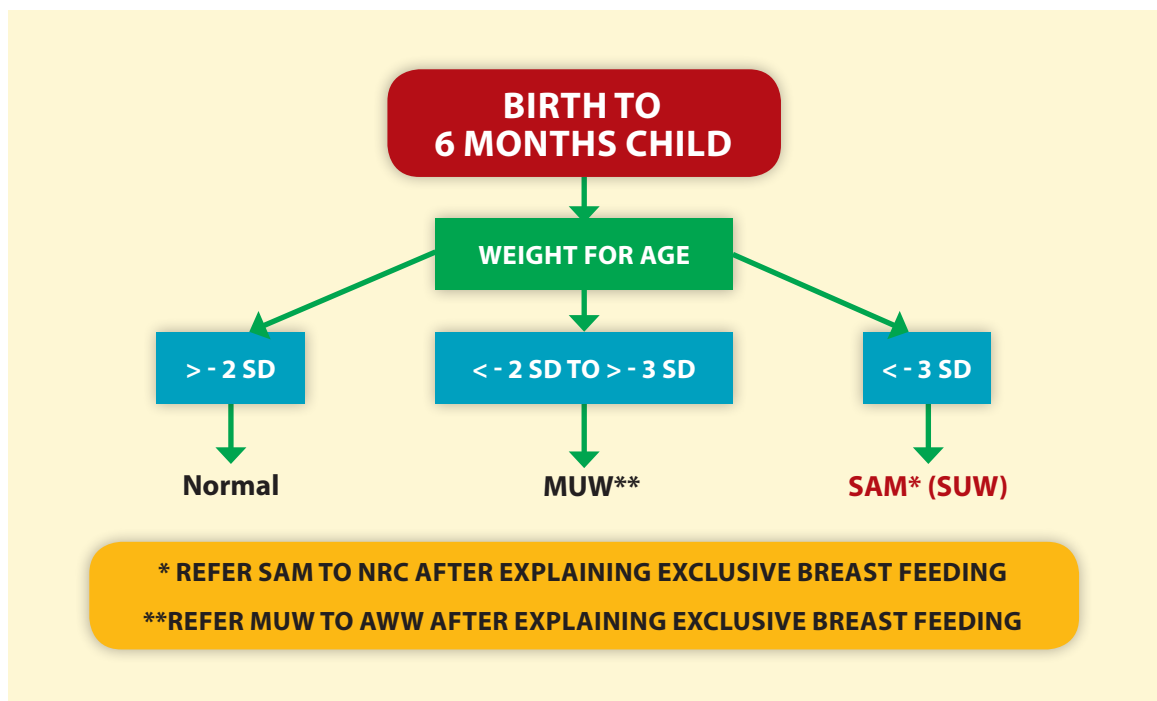 BIRTH TO
6 MONTHS CHILD
WEIGHT FOR AGE
> - 2 SD
< - 2 SD TO > - 3 SD
< - 3 SD
Normal
MUW**
SAM* (SUW)
* REFER SAM TO NRC AFTER EXPLAINING EXCLUSIVE BREAST FEEDING
**REFER MUW TO AWW AFTER EXPLAINING EXCLUSIVE BREAST FEEDING